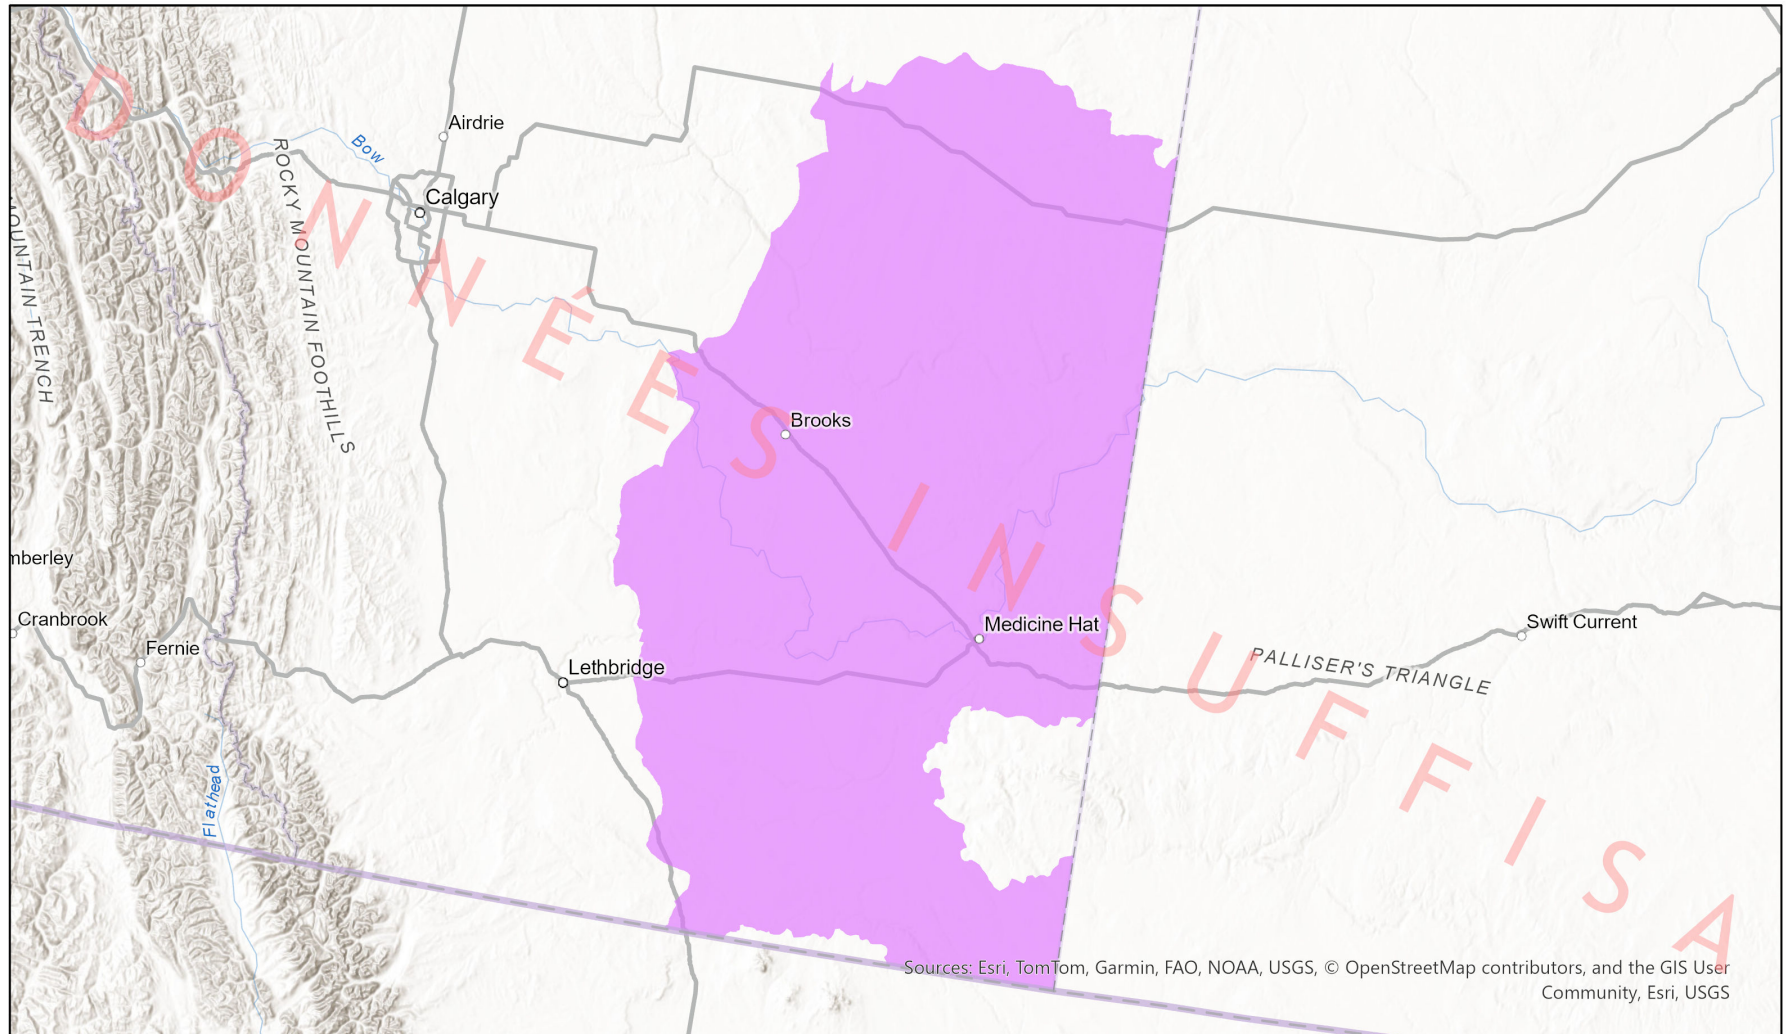 Airdrie
Bow
Calgary
ROCKY MOUNTAIN FOOTHILLS
MOUNTAIN TRENCH
DONNÉES INSUFFISA
Brooks
mberley
Cranbrook
Fernie
Medicine Hat
Swift Current
Lethbridge
PALLISER'S TRIANGLE
Flathead
Sources: Esri, TomTom, Garmin, FAO, NOAA, USGS, © OpenStreetMap contributors, and the GIS User
Community, Esri, USGS